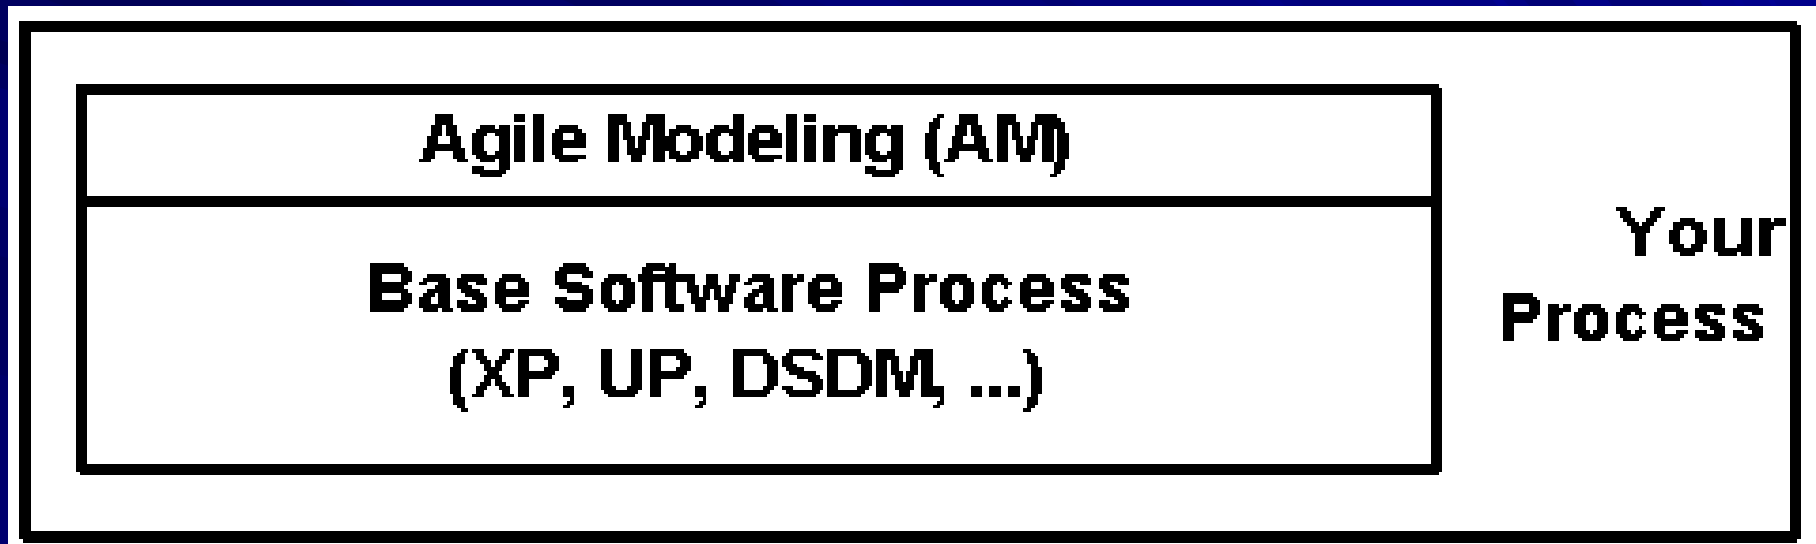 Agile Modeling (AM)
Base Software Process
(XP, UP, DSDM, ...)
Your
Process